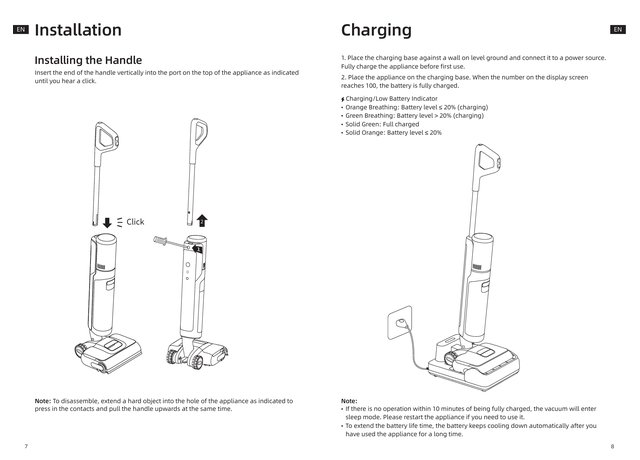 EN Installation
Installing the Handle
Insert the end of the handle vertically into the port on the top of the appliance as indicated
until you hear a click.
Click
Note: To disassemble, extend a hard object into the hole of the appliance as indicated to
press in the contacts and pull the handle upwards at the same time.
7
Charging EN
1. Place the charging base against a wall on level ground and connect it to a power source.
Fully charge the appliance before first use.
2. Place the appliance on the charging base. When the number on the display screen
reaches 100, the battery is fully charged.
Charging/Low Battery Indicator
• Orange Breathing: Battery level ≤ 20% (charging)
• Green Breathing: Battery level > 20% (charging)
• Solid Green: Full charged
• Solid Orange: Battery level ≤ 20%
Note:
• If there is no operation within 10 minutes of being fully charged, the vacuum will enter
sleep mode. Please restart the appliance if you need to use it.
• To extend the battery life time, the battery keeps cooling down automatically after you
have used the appliance for a long time.
8